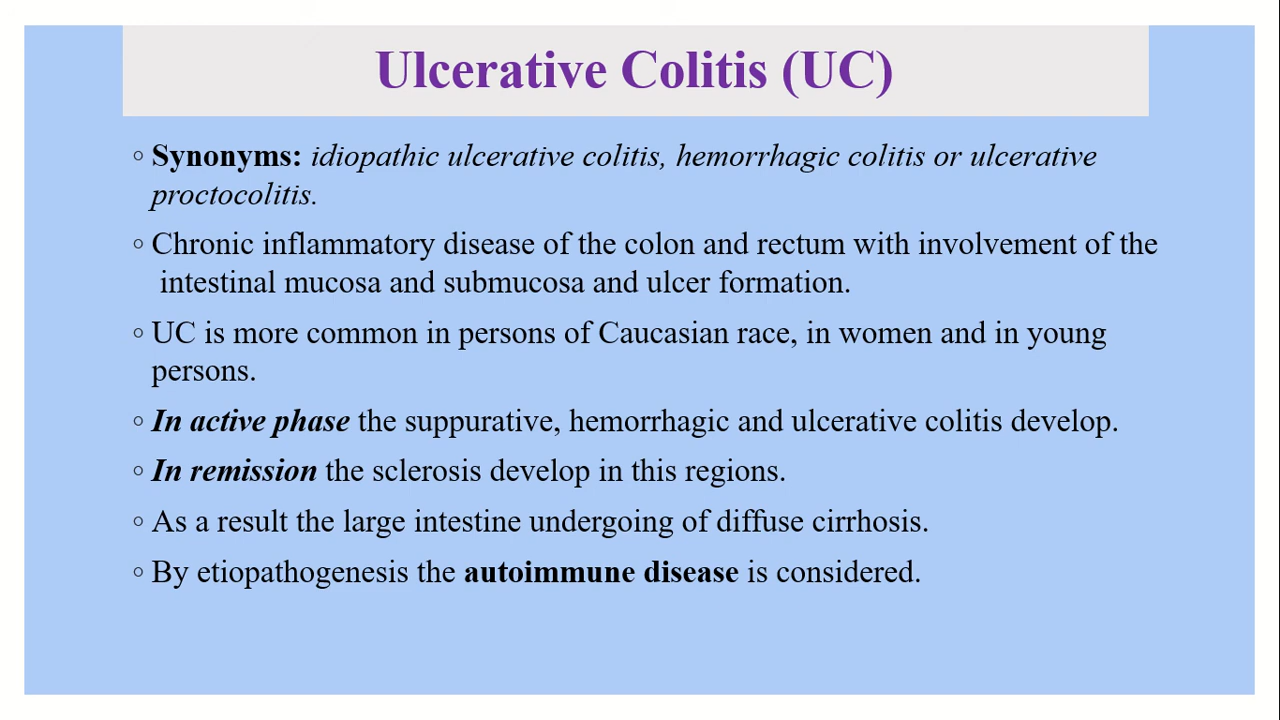 Ulcerative Colitis (UC)
◦ Synonyms: idiopathic ulcerative colitis, hemorrhagic colitis or ulcerative
proctocolitis.
◦ Chronic inflammatory disease of the colon and rectum with involvement of the
intestinal mucosa and submucosa and ulcer formation.
◦ UC is more common in persons of Caucasian race, in women and in young
persons.
◦ In active phase the suppurative, hemorrhagic and ulcerative colitis develop.
◦ In remission the sclerosis develop in this regions.
◦ As a result the large intestine undergoing of diffuse cirrhosis.
◦ By etiopathogenesis the autoimmune disease is considered.